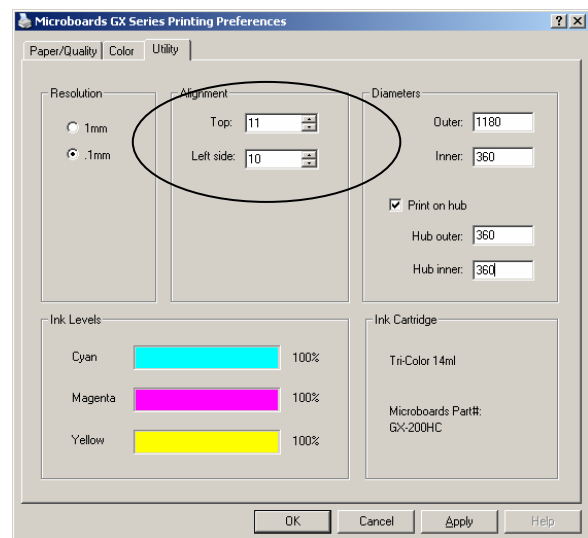 Microboards GX Series Printing Preferences
Paper/Quality Color Utility
Resolution
1mm
.1mm
Alignment
Top: 11
Left side: 10
Diameters
Outer: 1180
Inner: 360
Print on hub
Hub outer: 360
Hub inner: 360
Ink Levels
Cyan 100%
Magenta 100%
Yellow 100%
Ink Cartridge
Tri-Color 14ml
Microboards Part#:
GX-200HC
OK Cancel Apply Help